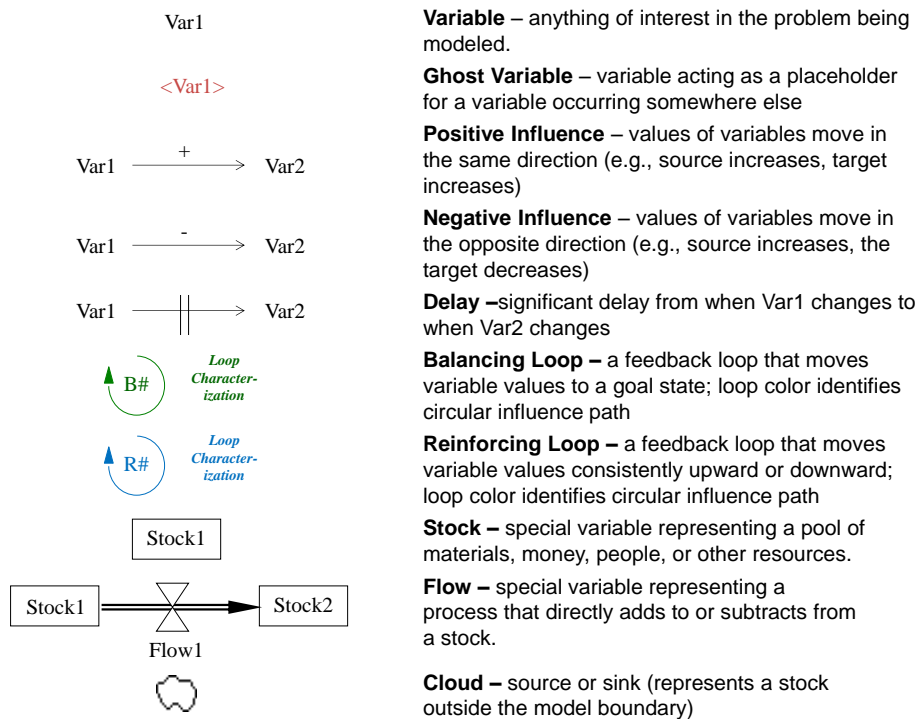 Var1
Variable – anything of interest in the problem being
modeled.
<Var1>
Ghost Variable – variable acting as a placeholder
for a variable occurring somewhere else
Var1 + Var2
Positive Influence – values of variables move in
the same direction (e.g., source increases, target
increases)
Var1 - Var2
Negative Influence – values of variables move in
the opposite direction (e.g., source increases, the
target decreases)
Var1 Var2
Delay –significant delay from when Var1 changes to
when Var2 changes
B#
Loop
Character-
ization
Balancing Loop – a feedback loop that moves
variable values to a goal state; loop color identifies
circular influence path
R#
Loop
Character-
ization
Reinforcing Loop – a feedback loop that moves
variable values consistently upward or downward;
loop color identifies circular influence path
Stock1
Stock – special variable representing a pool of
materials, money, people, or other resources.
Stock1 Stock2
Flow1
Flow – special variable representing a
process that directly adds to or subtracts from
a stock.
Cloud – source or sink (represents a stock
outside the model boundary)